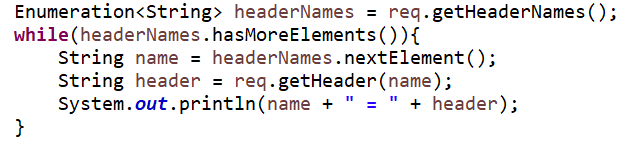 Enumeration<String> headerNames = req.getHeaderNames();
while(headerNames.hasMoreElements()){
    String name = headerNames.nextElement();
    String header = req.getHeader(name);
    System.out.println(name + " = " + header);
}